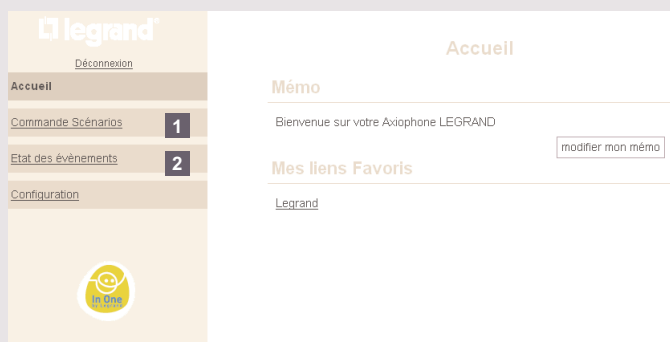 legrand®
Déconnexion
Accueil
Commande Scénarios 1
Etat des évènements 2
Configuration
In One
by Legrand
Accueil
Mémo
Bienvenue sur votre Axiophone LEGRAND
modifier mon mémo
Mes liens Favoris
Legrand